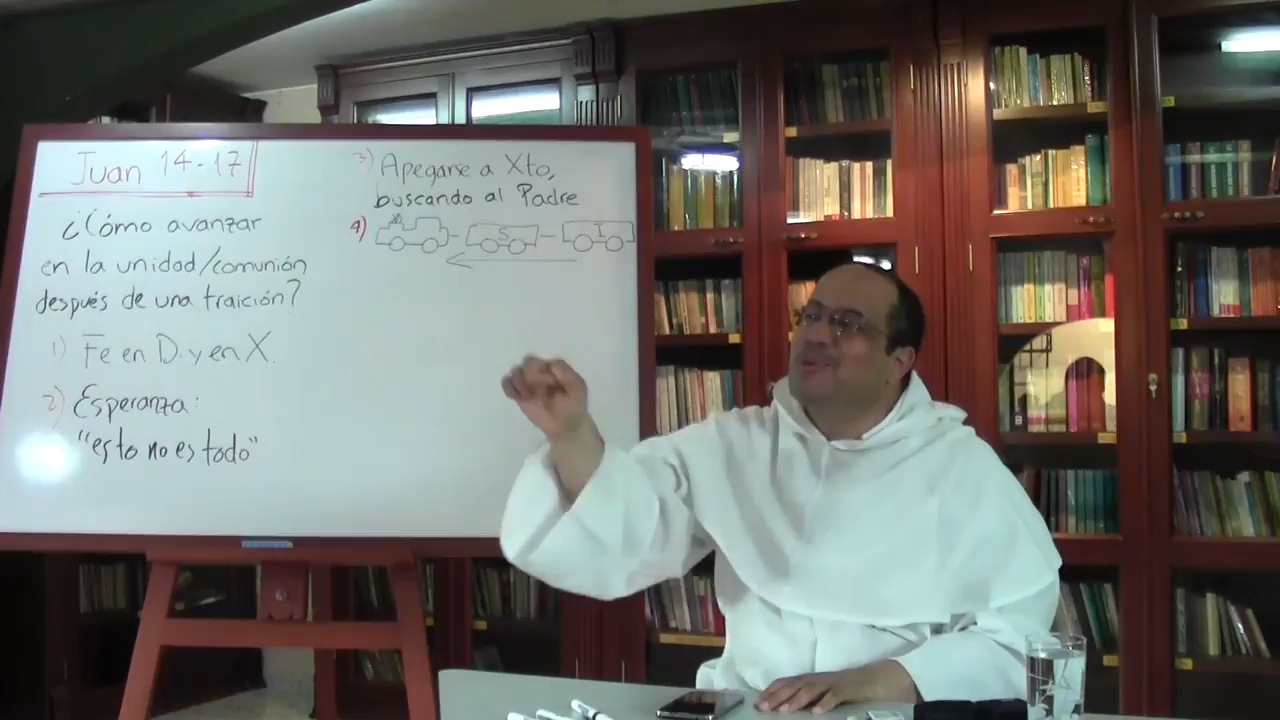 Juan 14-17
¿Cómo avanzar
en la unidad/comunión
después de una traición?
1) Fe en D. y en X.
2) Esperanza:
"esto no es todo"
3) Apegarse a Xto,
buscando al Padre
4)
S
I